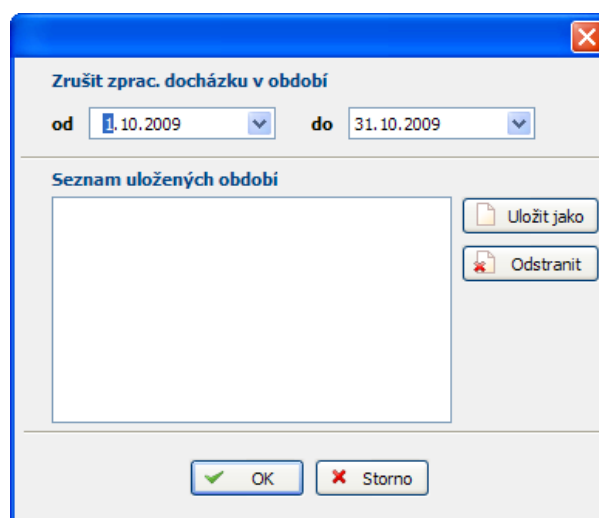 Zrušit zprac. docházku v období
od 1.10.2009 do 31.10.2009
Seznam uložených období
Uložit jako
Odstranit
OK Storno